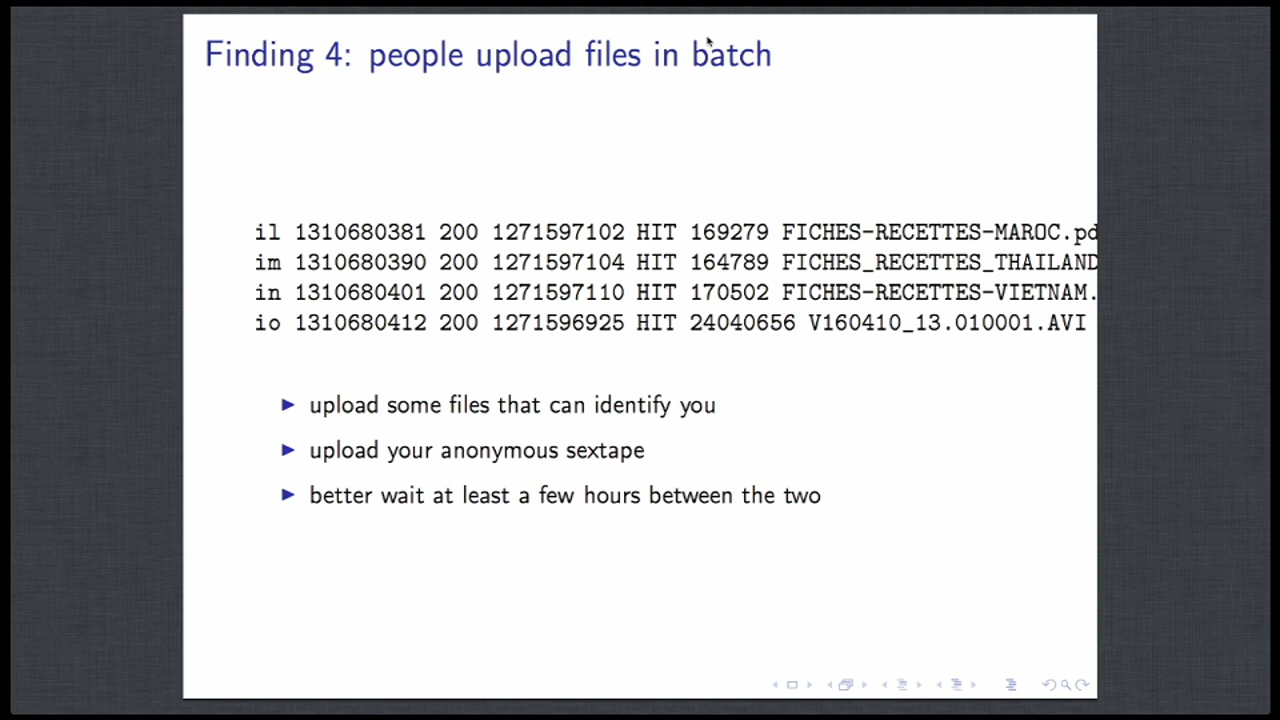 Finding 4: people upload files in batch
il 1310680381 200 1271597102 HIT 169279 FICHES-RECETTES-MAROC.pd
im 1310680390 200 1271597104 HIT 164789 FICHES_RECETTES_THAILAND
in 1310680401 200 1271597110 HIT 170502 FICHES-RECETTES-VIETNAM.
io 1310680412 200 1271596925 HIT 24040656 V160410_13.010001.AVI
▶ upload some files that can identify you
▶ upload your anonymous sextape
▶ better wait at least a few hours between the two